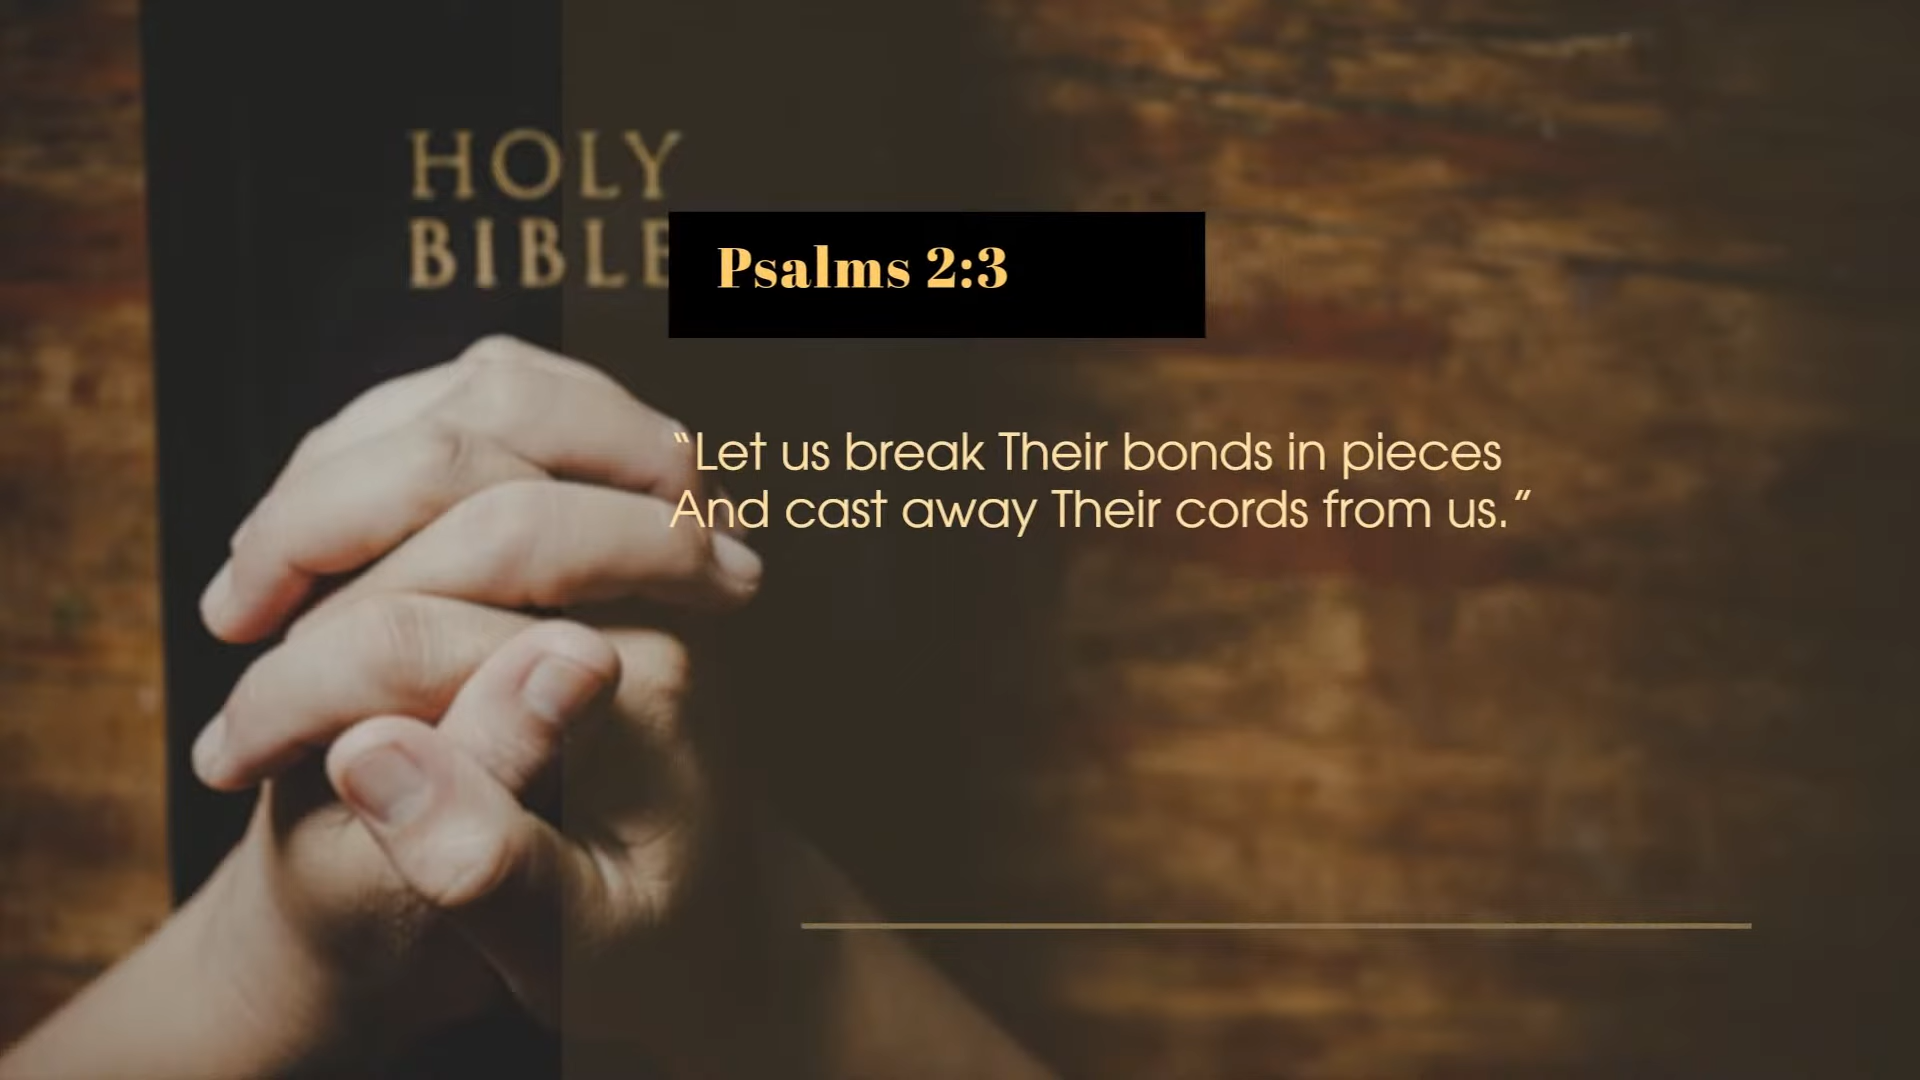 HOLY
BIBLE
Psalms 2:3
“Let us break Their bonds in pieces
And cast away Their cords from us.”